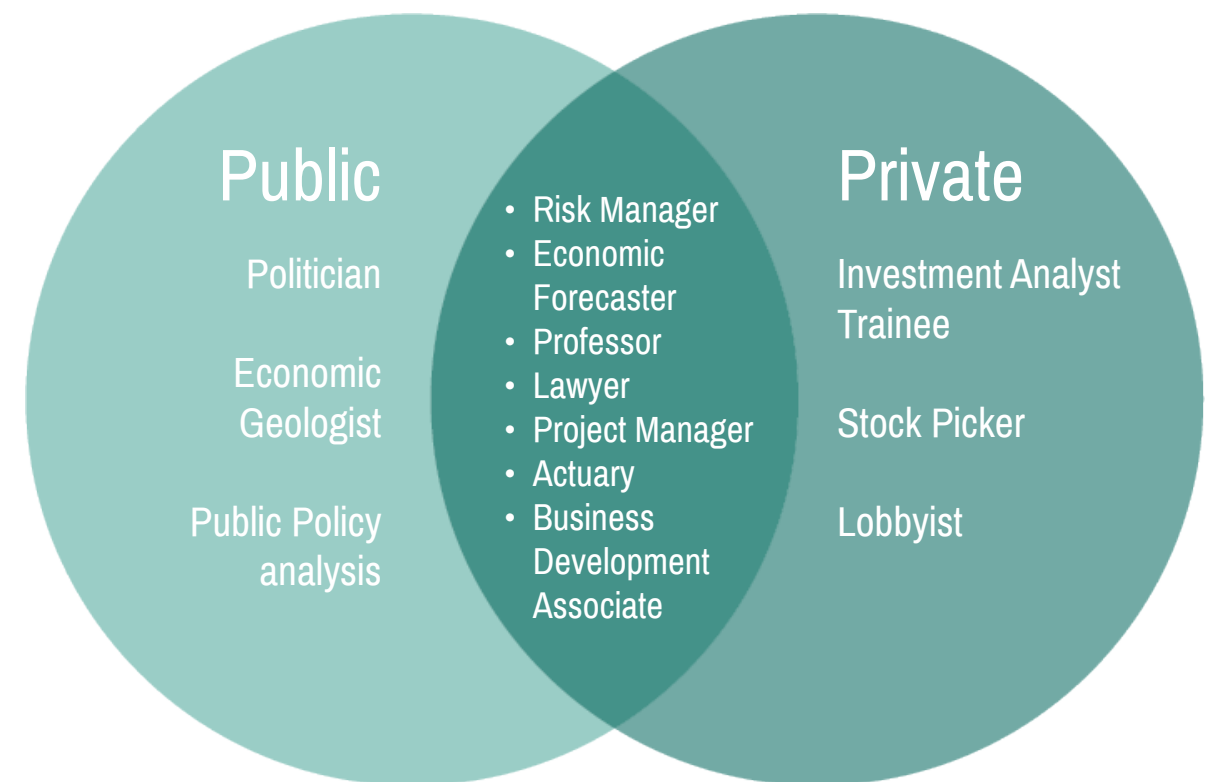 Public
Politician
Economic
Geologist
Public Policy
analysis
• Risk Manager
• Economic
Forecaster
• Professor
• Lawyer
• Project Manager
• Actuary
• Business
Development
Associate
Private
Investment Analyst
Trainee
Stock Picker
Lobbyist